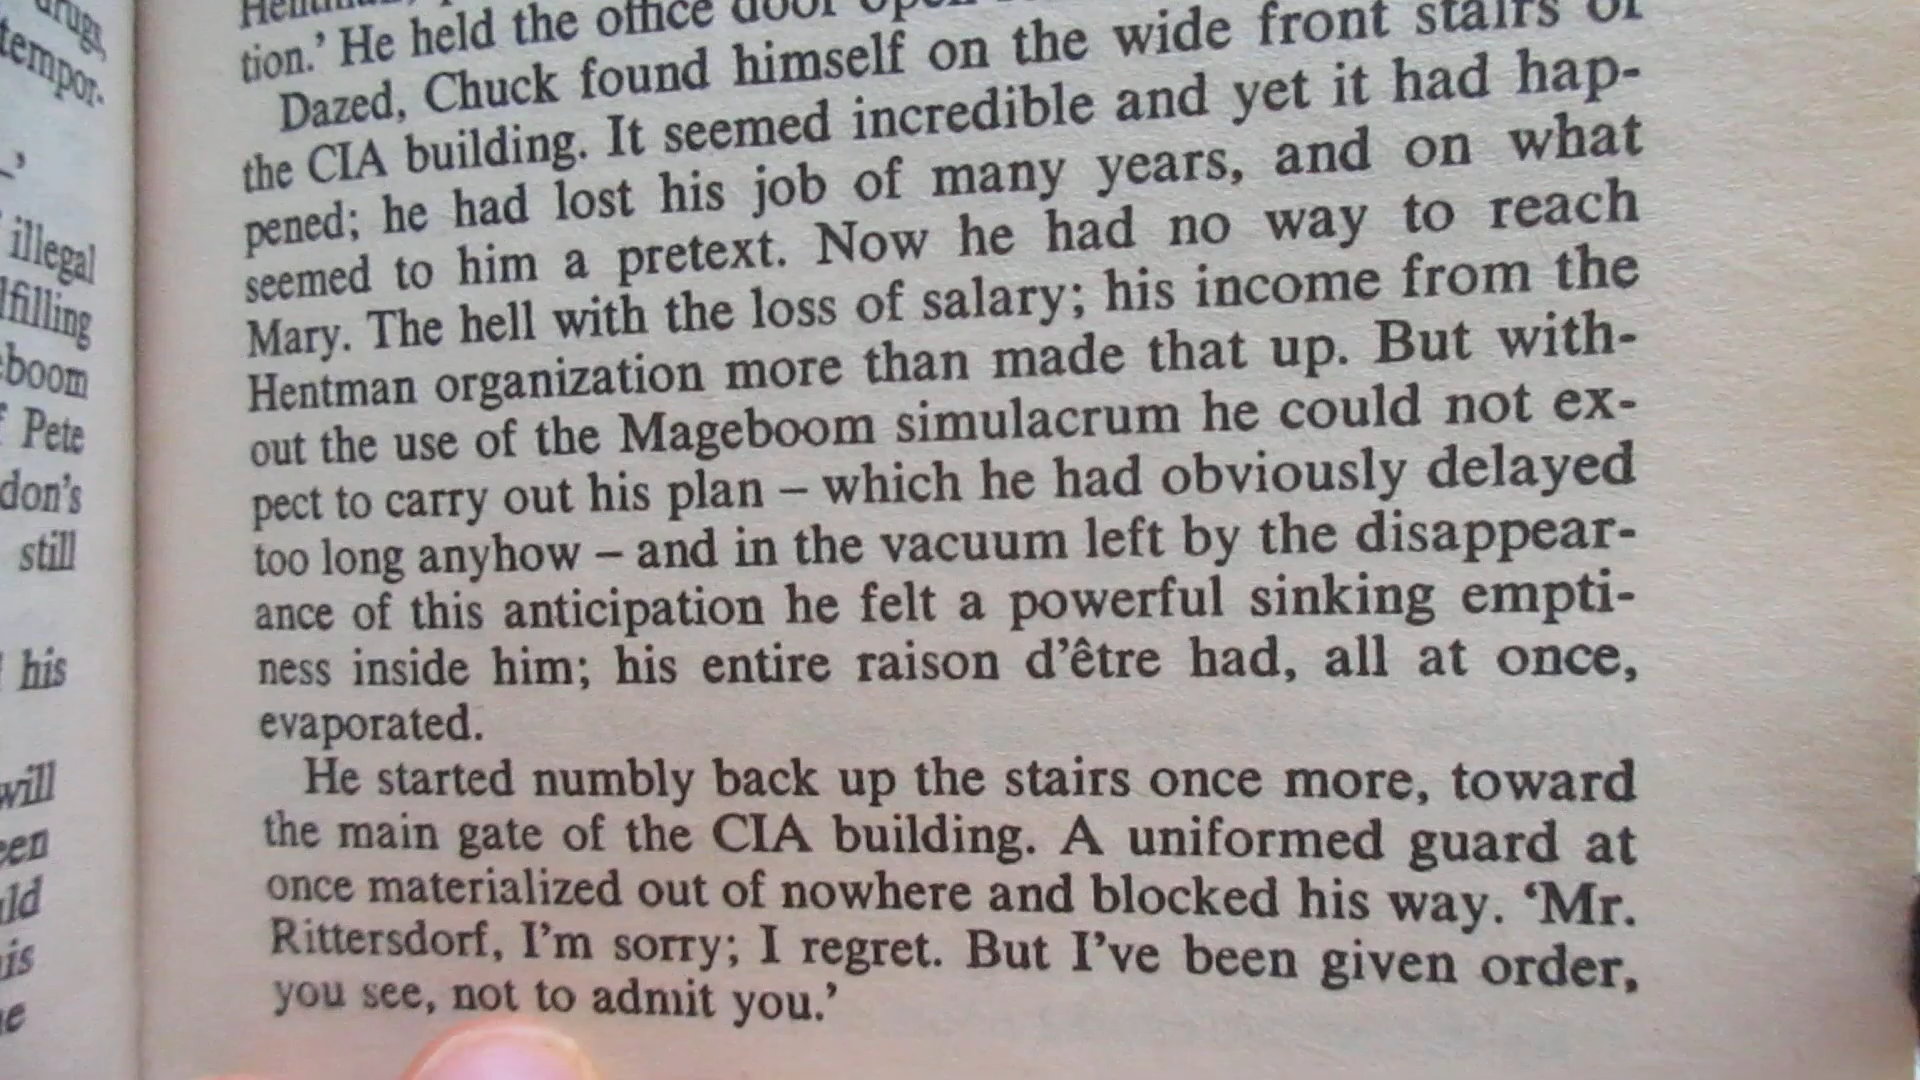 drugs,
tempor-
illegal
lfilling
boom
Pete
don's
still
his
will
een
uld
is
e
tion.' He held the office door open
Dazed, Chuck found himself on the wide front stairs of
the CIA building. It seemed incredible and yet it had hap-
pened; he had lost his job of many years, and on what
seemed to him a pretext. Now he had no way to reach
Mary. The hell with the loss of salary; his income from the
Hentman organization more than made that up. But with-
out the use of the Mageboom simulacrum he could not ex-
pect to carry out his plan – which he had obviously delayed
too long anyhow – and in the vacuum left by the disappear-
ance of this anticipation he felt a powerful sinking empti-
ness inside him; his entire raison d'être had, all at once,
evaporated.
He started numbly back up the stairs once more, toward
the main gate of the CIA building. A uniformed guard at
once materialized out of nowhere and blocked his way. 'Mr.
Rittersdorf, I'm sorry; I regret. But I've been given order,
you see, not to admit you.'